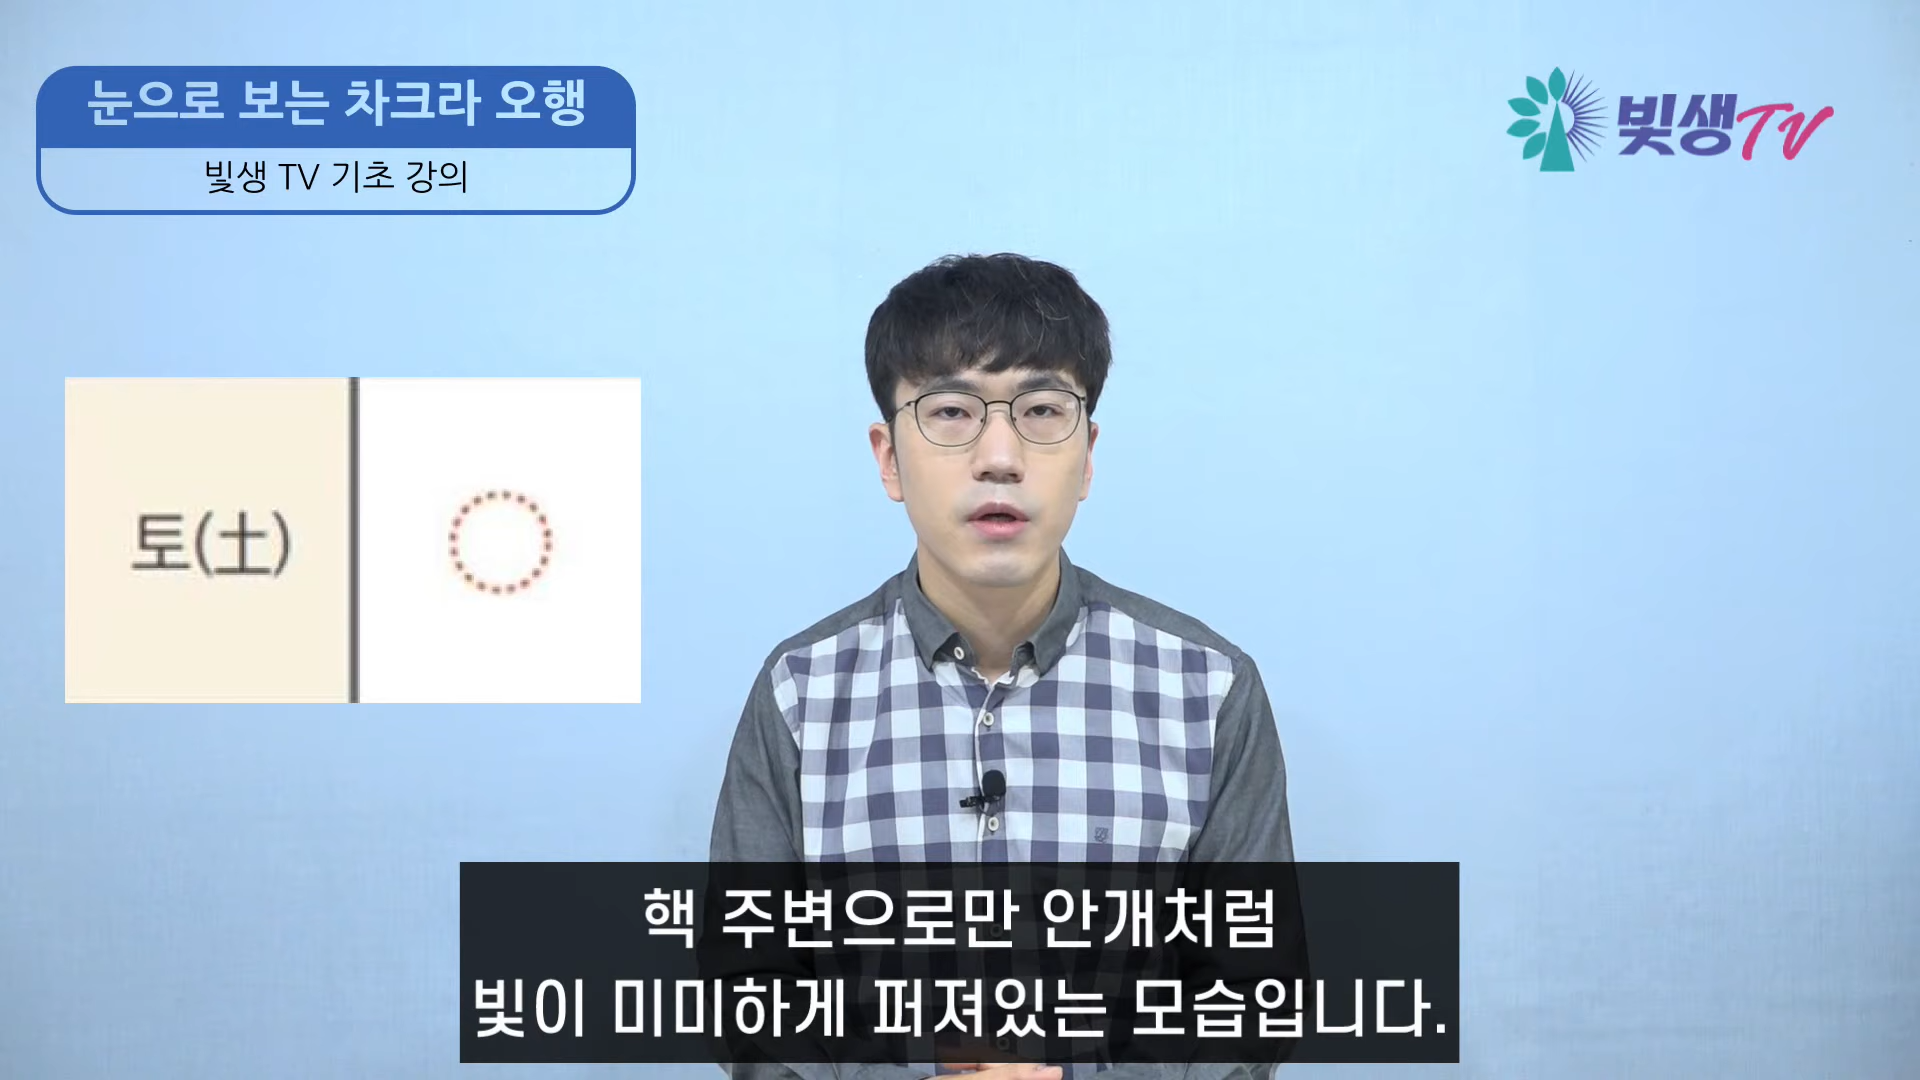 눈으로 보는 차크라 오행
빛생 TV 기초 강의
빛생TV
토(土)
핵 주변으로만 안개처럼
빛이 미미하게 퍼져있는 모습입니다.